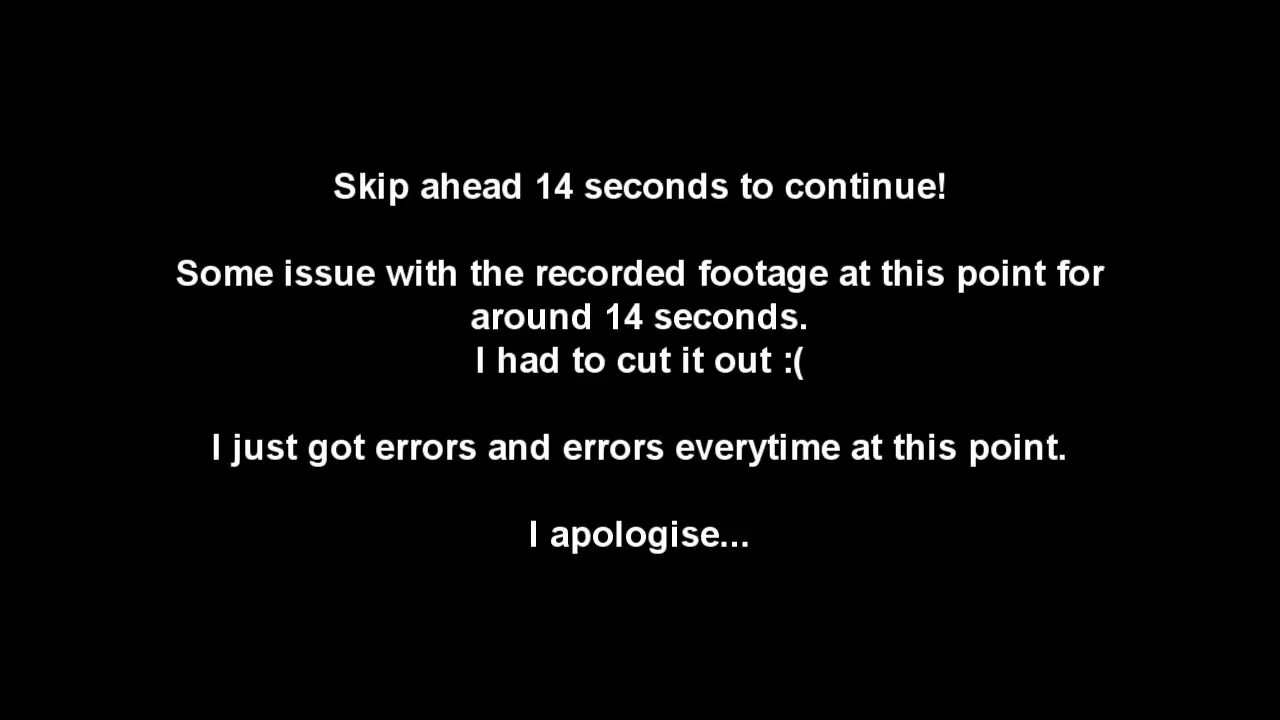 Skip ahead 14 seconds to continue!
Some issue with the recorded footage at this point for
around 14 seconds.
I had to cut it out :(
I just got errors and errors everytime at this point.
I apologise...